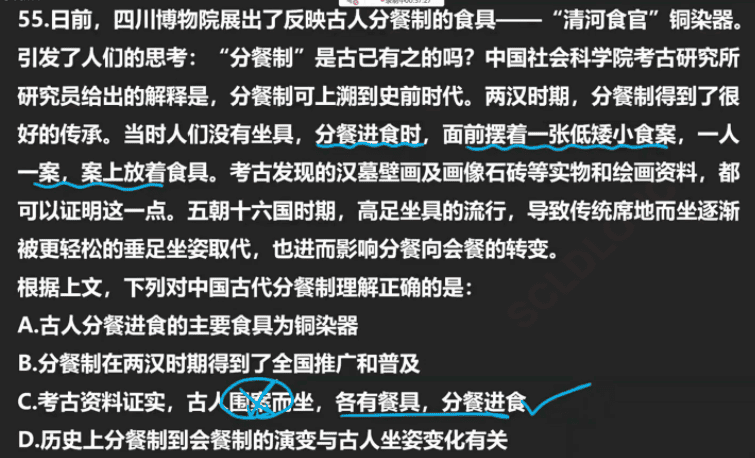 55.日前，四川博物院展出了反映古人分餐制的食具——“清河食官”铜染器。
引发了人们的思考：“分餐制”是古已有之的吗？中国社会科学院考古研究所
研究员给出的解释是，分餐制可上溯到史前时代。两汉时期，分餐制得到了很
好的传承。当时人们没有坐具，分餐进食时，面前摆着一张低矮小食案，一人
一案，案上放着食具。考古发现的汉墓壁画及画像石砖等实物和绘画资料，都
可以证明这一点。五朝十六国时期，高足坐具的流行，导致传统席地而坐逐渐
被更轻松的垂足坐姿取代，也进而影响分餐向会餐的转变。
根据上文，下列对中国古代分餐制理解正确的是：
A.古人分餐进食的主要食具为铜染器
B.分餐制在两汉时期得到了全国推广和普及
C.考古资料证实，古人围案而坐，各有餐具，分餐进食
D.历史上分餐制到会餐制的演变与古人坐姿变化有关